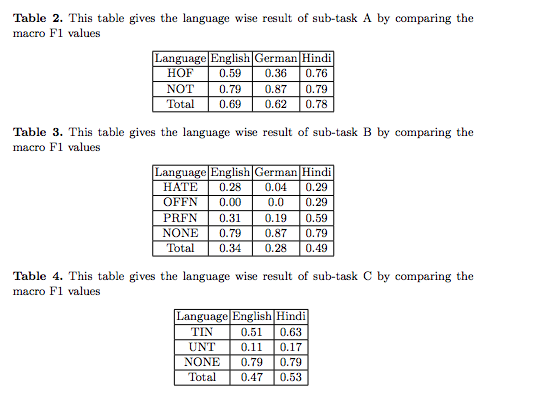 Table 2. This table gives the language wise result of sub-task A by comparing the
macro F1 values
Language English German Hindi
HOF 0.59 0.36 0.76
NOT 0.79 0.87 0.79
Total 0.69 0.62 0.78
Table 3. This table gives the language wise result of sub-task B by comparing the
macro F1 values
Language English German Hindi
HATE 0.28 0.04 0.29
OFFN 0.00 0.0 0.29
PRFN 0.31 0.19 0.59
NONE 0.79 0.87 0.79
Total 0.34 0.28 0.49
Table 4. This table gives the language wise result of sub-task C by comparing the
macro F1 values
Language English Hindi
TIN 0.51 0.63
UNT 0.11 0.17
NONE 0.79 0.79
Total 0.47 0.53